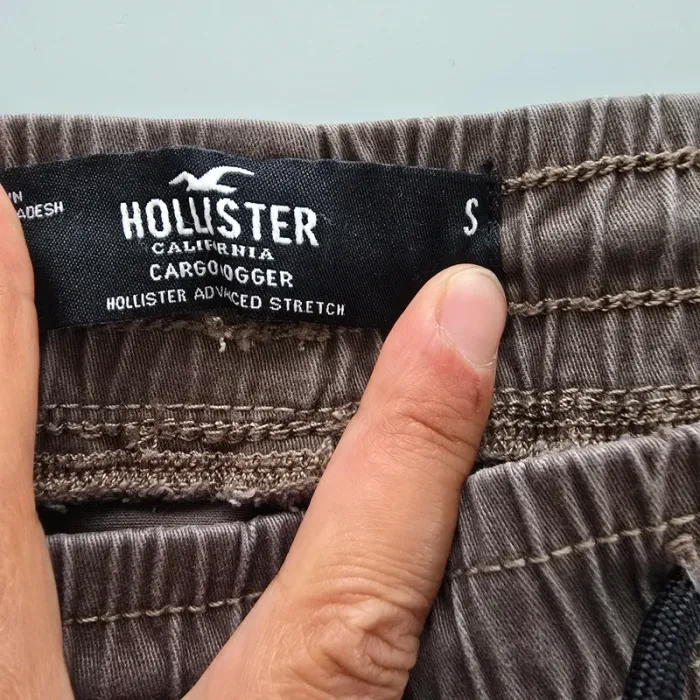 HOLLISTER
CALIFORNIA
CARGO JOGGER
HOLLISTER ADVANCED STRETCH
S